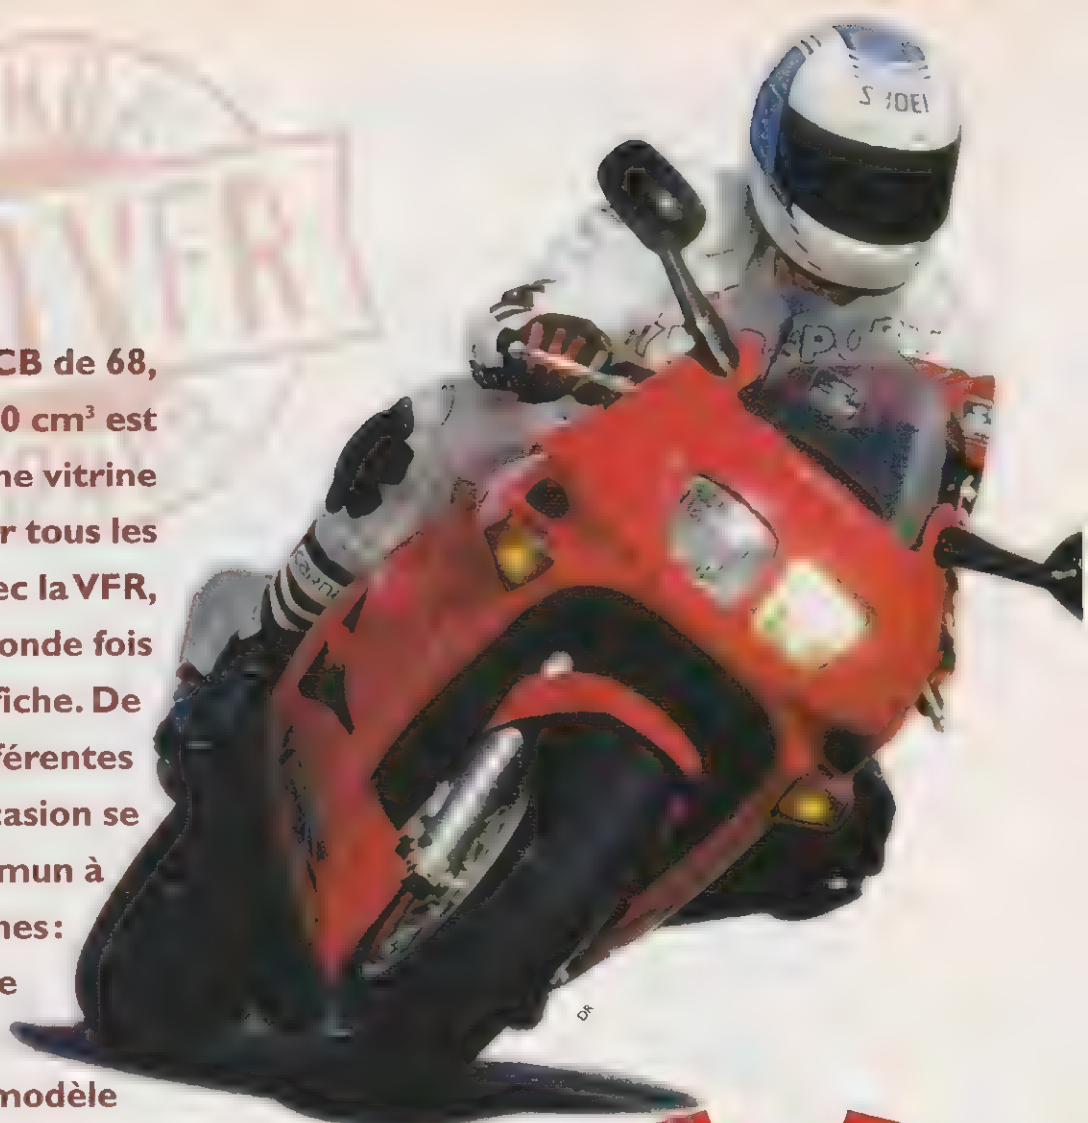 VFR
CB de 68,
0 cm³ est
ne vitrine
r tous les
ec la VFR,
onde fois
fiche. De
férentes
casion se
mun à
nes:
e
modèle
DR